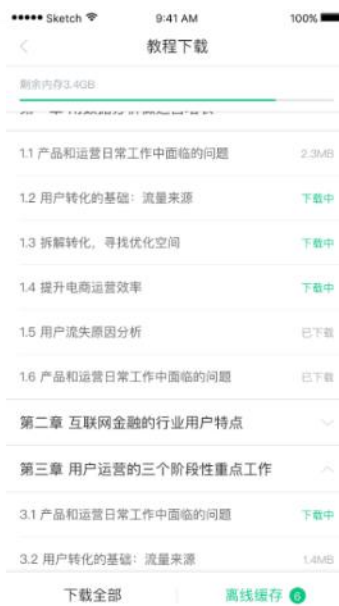 Sketch 9:41 AM 100%
教程下载
剩余内存3.4GB
1.1 产品和运营日常工作中面临的问题 2.3MB
1.2 用户转化的基础：流量来源 下载中
1.3 拆解转化，寻找优化空间 下载中
1.4 提升电商运营效率 下载中
1.5 用户流失原因分析 已下载
1.6 产品和运营日常工作中面临的问题 已下载
第二章 互联网金融的行业用户特点
第三章 用户运营的三个阶段性重点工作
3.1 产品和运营日常工作中面临的问题 下载中
3.2 用户转化的基础：流量来源 1.4MB
下载全部 离线缓存 6